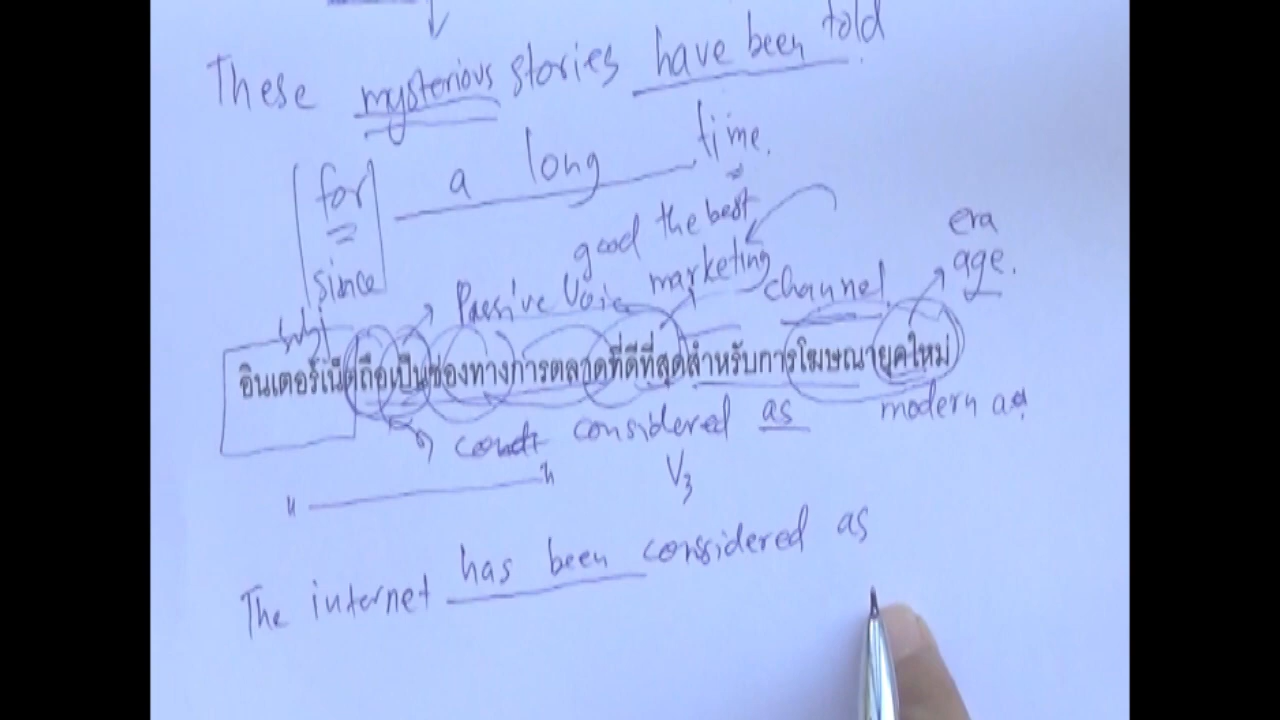 These mysterious stories have been told
for a long time.
since
good the best
era
Passive Voice marketing channel age.
อินเตอร์เน็ตถือเป็นช่องทางการตลาดที่ดีที่สุดสำหรับการโฆษณายุคใหม่
considered as modern age
V3
The internet has been considered as